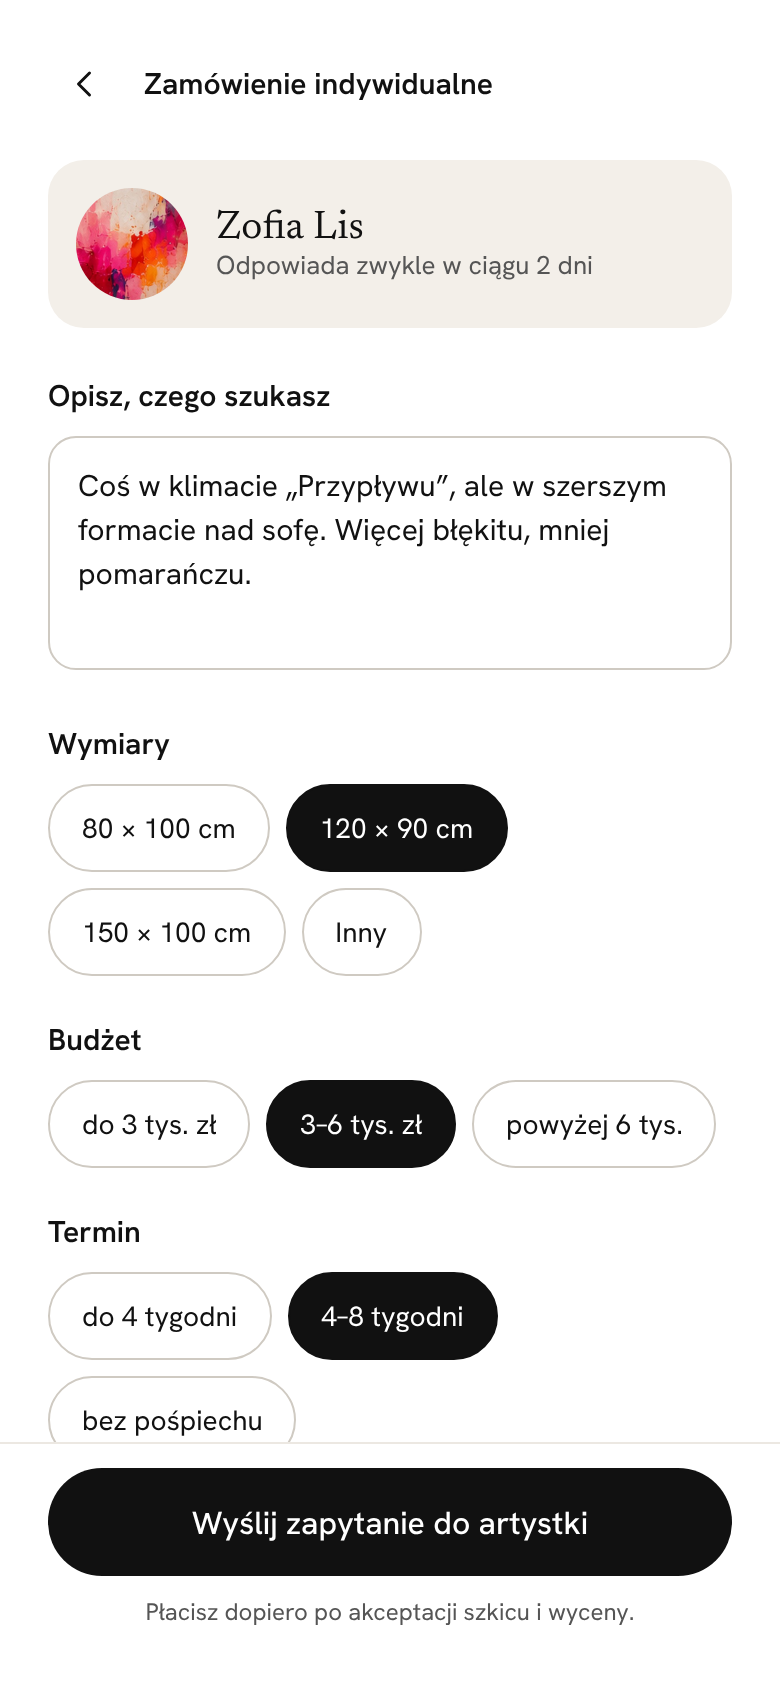 Zamówienie indywidualne
Zofia Lis
Odpowiada zwykle w ciągu 2 dni
Opisz, czego szukasz
Coś w klimacie „Przypływu”, ale w szerszym
formacie nad sofę. Więcej błękitu, mniej
pomarańczu.
Wymiary
80 × 100 cm
120 × 90 cm
150 × 100 cm
Inny
Budżet
do 3 tys. zł
3–6 tys. zł
powyżej 6 tys.
Termin
do 4 tygodni
4–8 tygodni
bez pośpiechu
Wyślij zapytanie do artystki
Płacisz dopiero po akceptacji szkicu i wyceny.